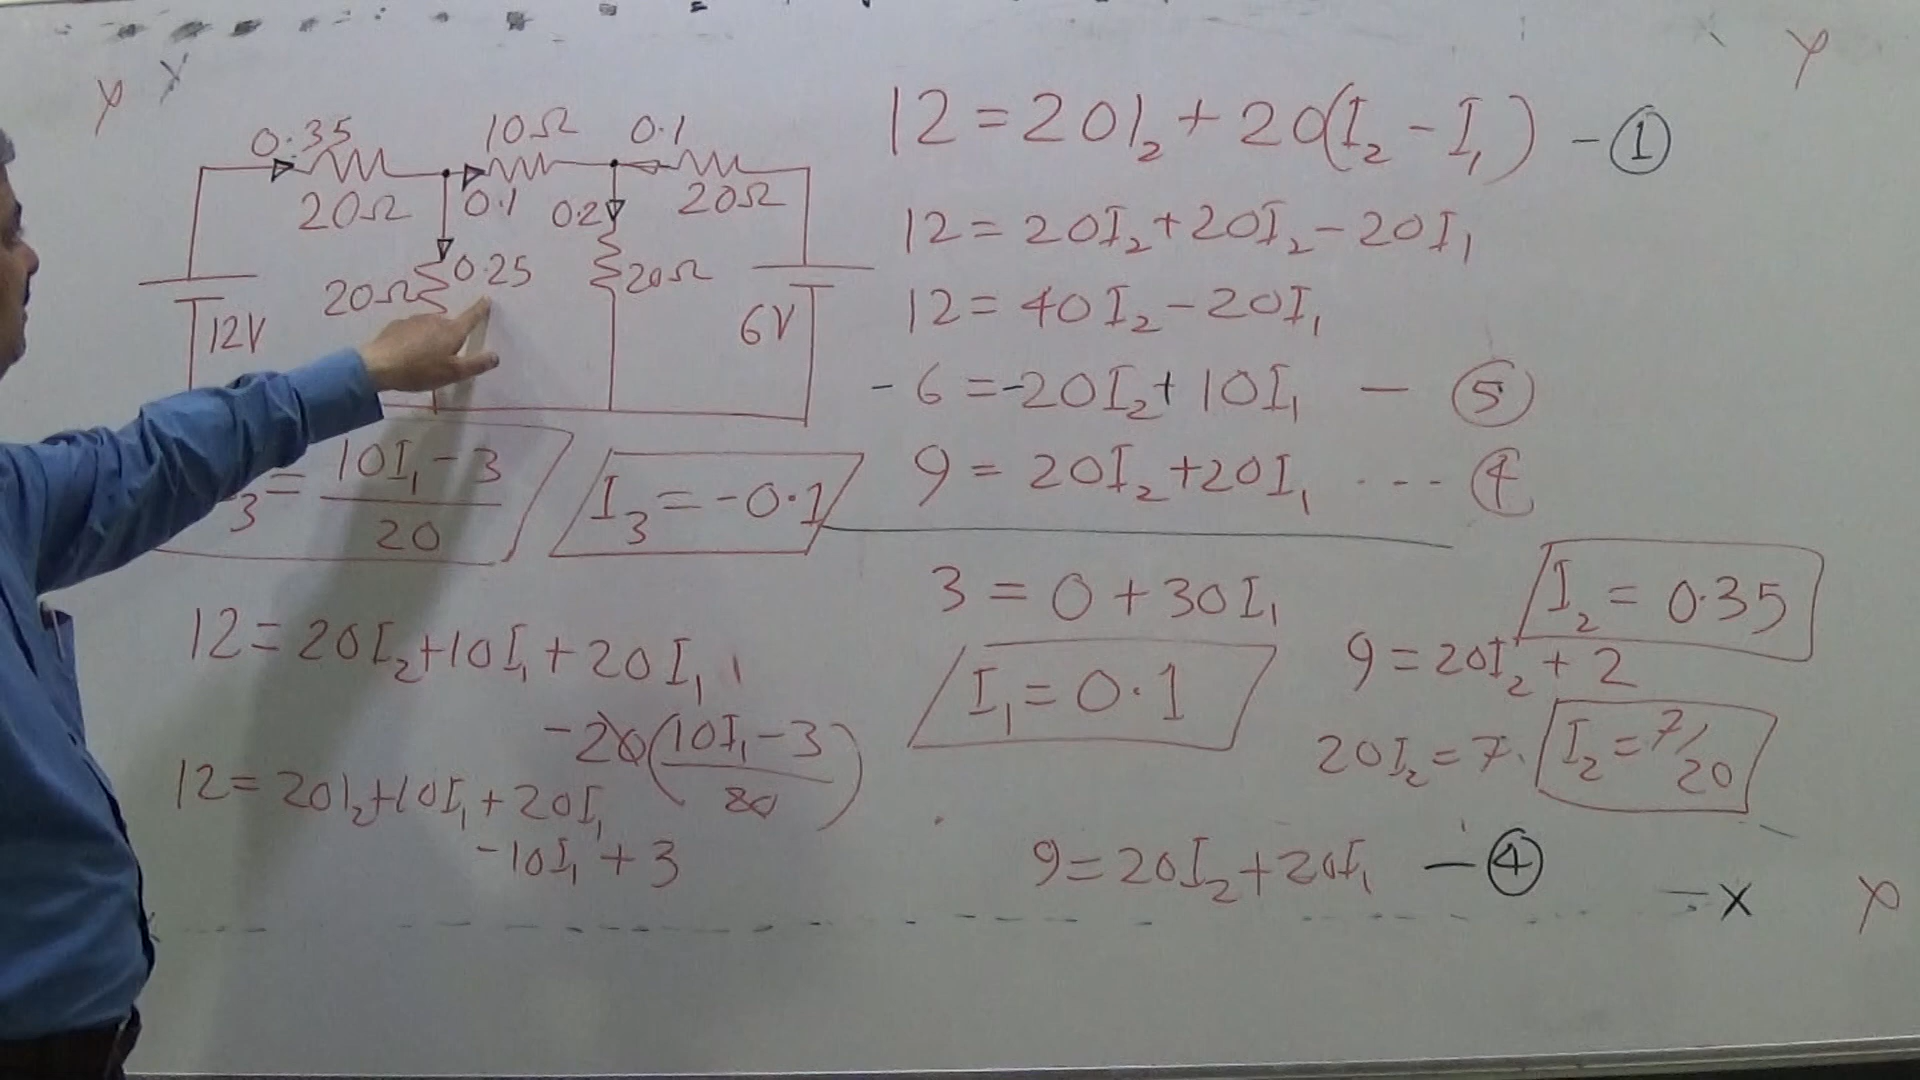 0.35 10Ω 0.1
20Ω 0.1 0.2 20Ω
20Ω 0.25 20Ω
12V 6V
3 = 10I₁ - 3 / 20
I₃ = -0.1
12 = 20I₂ + 10I₁ + 20I₁
-20(10I₁ - 3 / 20)
12 = 20I₂ + 10I₁ + 20I₁
-10I₁ + 3
12 = 20I₂ + 20(I₂ - I₁) - ①
12 = 20I₂ + 20I₂ - 20I₁
12 = 40I₂ - 20I₁
-6 = -20I₂ + 10I₁ - ⑤
9 = 20I₂ + 20I₁ --- ④
3 = 0 + 30I₁
I₁ = 0.1
I₂ = 0.35
9 = 20I₂ + 2
20I₂ = 7. I₂ = 7/20
9 = 20I₂ + 20I₁ - ④
-x